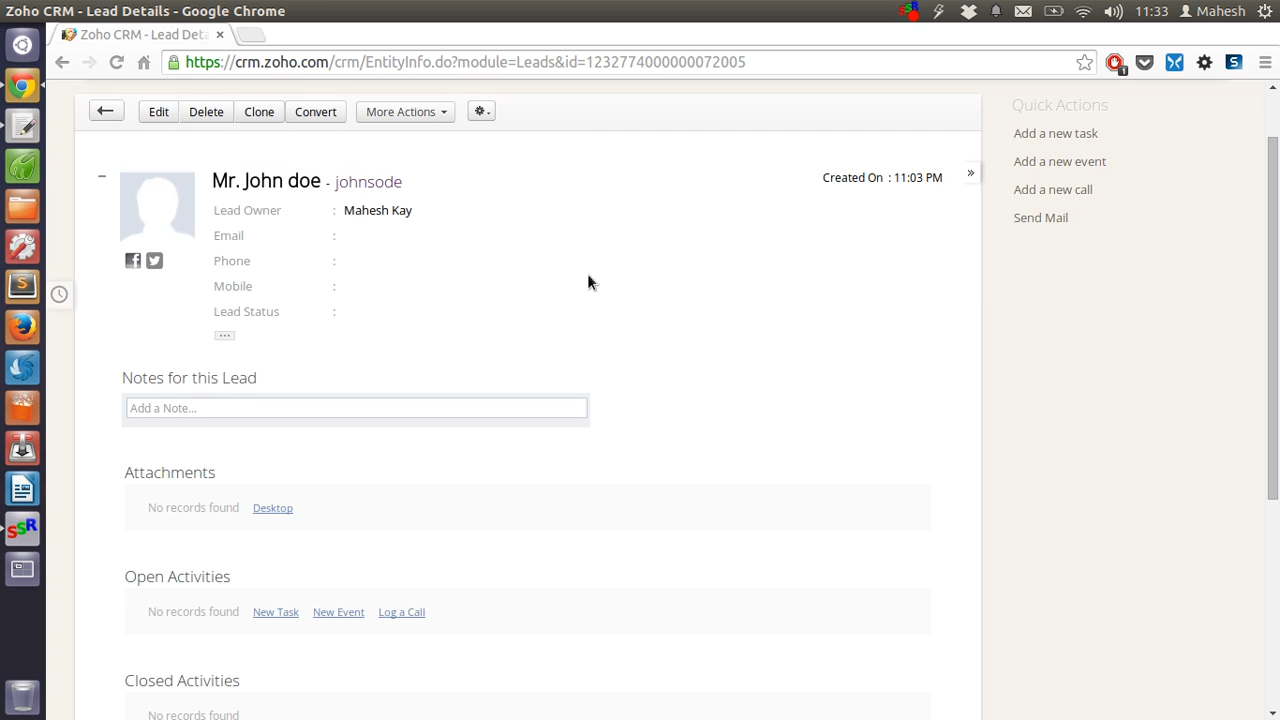 Zoho CRM - Lead Details - Google Chrome
11:33
Mahesh
Zoho CRM - Lead Deta
https://crm.zoho.com/crm/EntityInfo.do?module=Leads&id=1232774000000072005
1
Edit
Delete
Clone
Convert
More Actions
Quick Actions
Add a new task
Add a new event
Add a new call
Send Mail
Mr. John doe - johnsode
Created On : 11:03 PM
Lead Owner : Mahesh Kay
Email :
Phone :
Mobile :
Lead Status :
Notes for this Lead
Add a Note...
Attachments
No records found Desktop
Open Activities
No records found New Task New Event Log a Call
Closed Activities
No records found